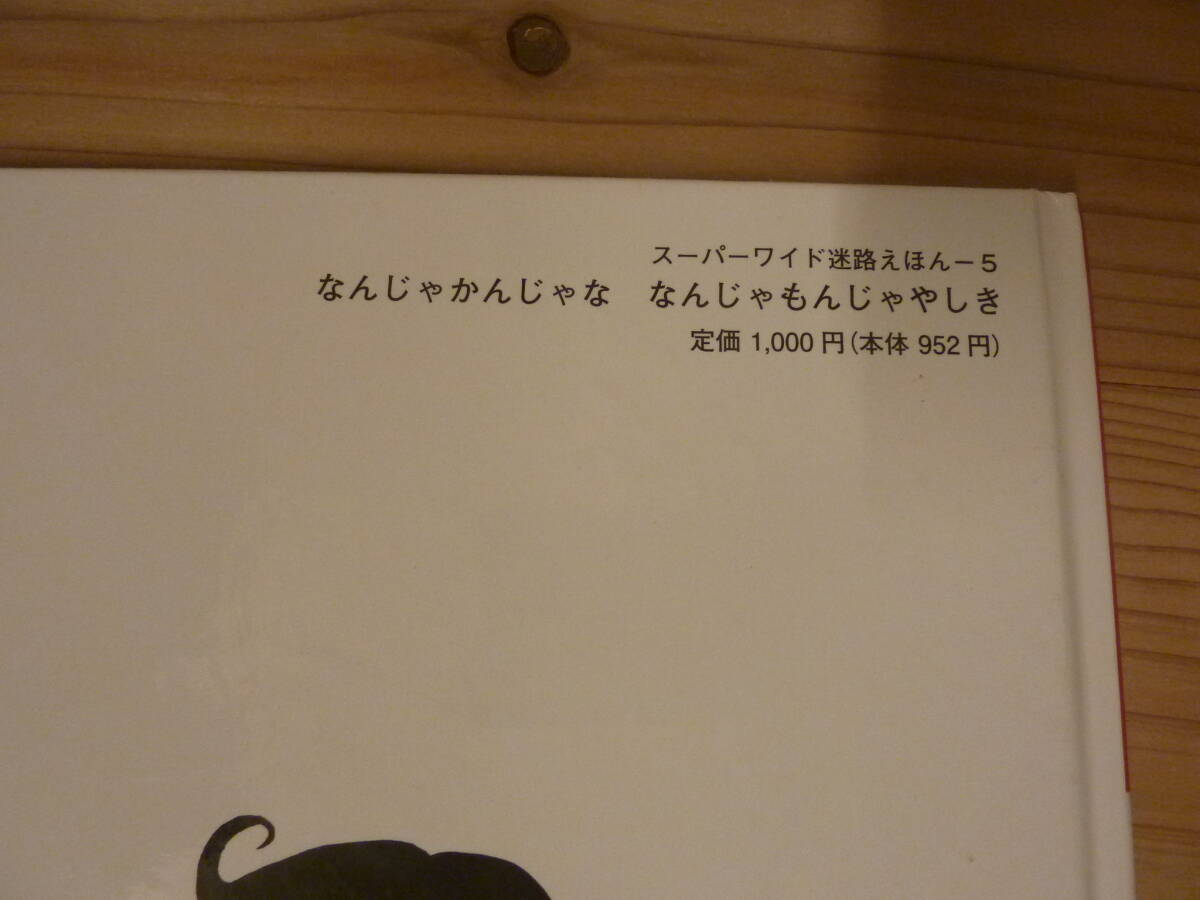 スーパーワイド迷路えほんー5
なんじゃかんじゃな　なんじゃもんじゃやしき
定価 1,000 円(本体 952 円)